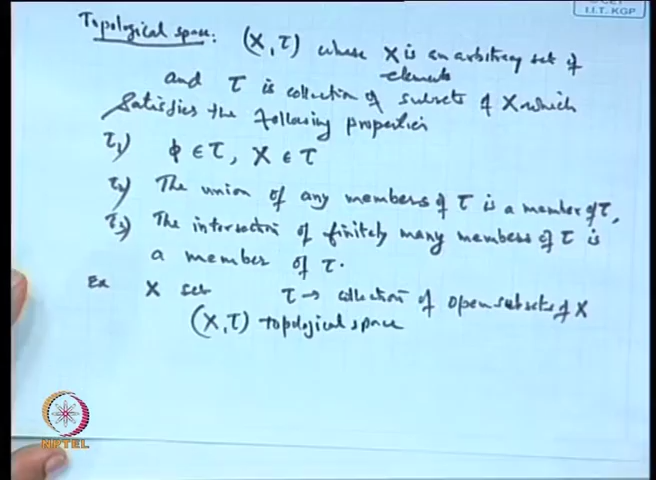 I.I.T. KGP
Topological space: (X, τ) where X is an arbitrary set of
elements
and τ is collection of subsets of X which
satisfies the following properties
τ₁) φ ∈ τ, X ∈ τ
τ₂) The union of any members of τ is a member of τ,
τ₃) The intersection of finitely many members of τ is
a member of τ.
Ex X set τ → collection of open subsets of X
(X, τ) topological space
NPTEL